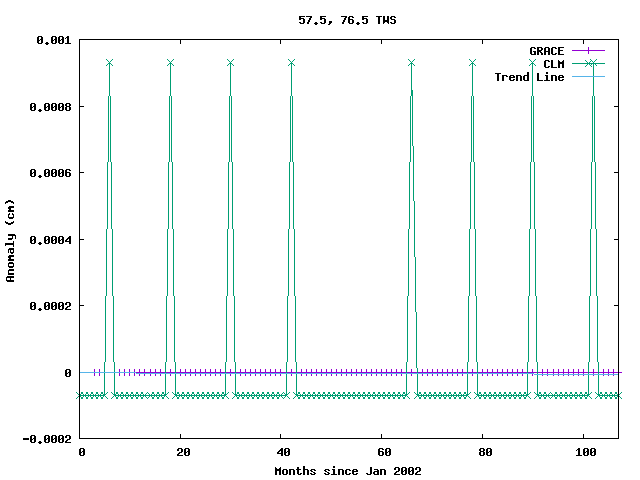 57.5, 76.5 TWS
0.001
GRACE
CLM
Trend Line
0.0008
0.0006
0.0004
0.0002
0
-0.0002
Anomaly (cm)
0 20 40 60 80 100
Months since Jan 2002